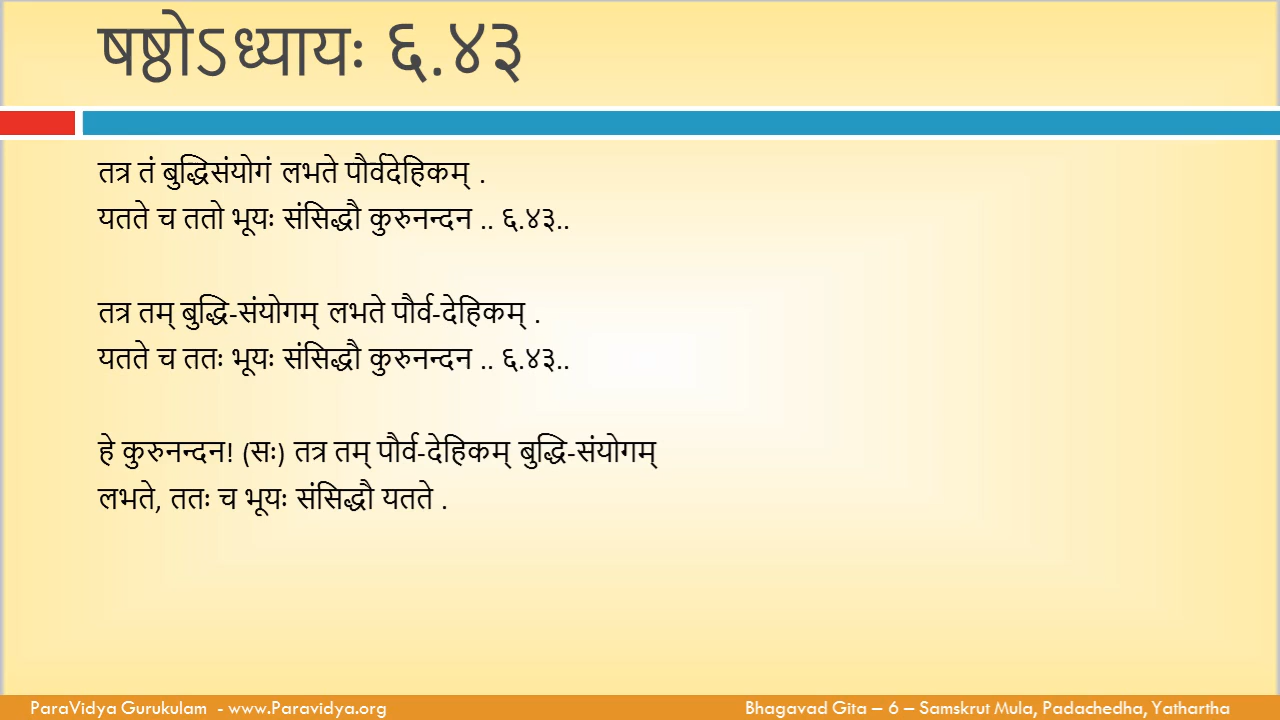 षष्ठोऽध्यायः ६.४३
तत्र तं बुद्धिसंयोगं लभते पौर्वदेहिकम् .
यतते च ततो भूयः संसिद्धौ कुरुनन्दन .. ६.४३..
तत्र तम् बुद्धि-संयोगम् लभते पौर्व-देहिकम् .
यतते च ततः भूयः संसिद्धौ कुरुनन्दन .. ६.४३..
हे कुरुनन्दन! (सः) तत्र तम् पौर्व-देहिकम् बुद्धि-संयोगम्
लभते, ततः च भूयः संसिद्धौ यतते .
ParaVidya Gurukulam - www.Paravidya.org
Bhagavad Gita – 6 – Samskrut Mula, Padachedha, Yathartha